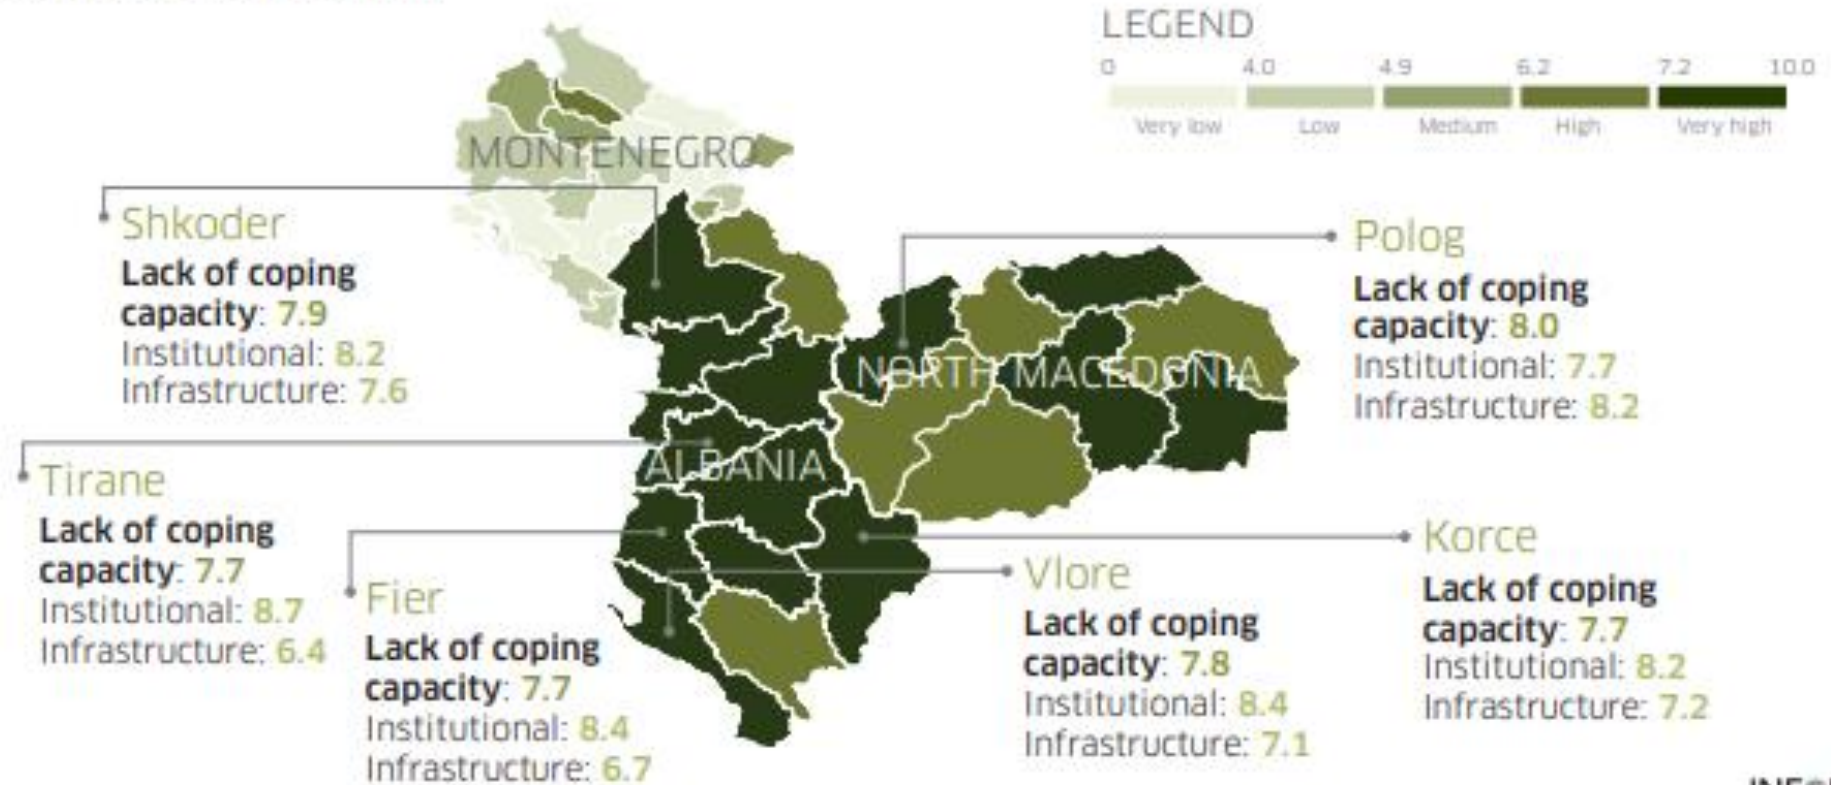 LEGEND
0 4.0 4.9 6.2 7.2 10.0
Very low Low Medium High Very high
MONTENEGRO
Shkoder
Lack of coping
capacity: 7.9
Institutional: 8.2
Infrastructure: 7.6
Polog
Lack of coping
capacity: 8.0
Institutional: 7.7
Infrastructure: 8.2
NORTH MACEDONIA
ALBANIA
Tirane
Lack of coping
capacity: 7.7
Institutional: 8.7
Infrastructure: 6.4
Fier
Lack of coping
capacity: 7.7
Institutional: 8.4
Infrastructure: 6.7
Vlore
Lack of coping
capacity: 7.8
Institutional: 8.4
Infrastructure: 7.1
Korce
Lack of coping
capacity: 7.7
Institutional: 8.2
Infrastructure: 7.2